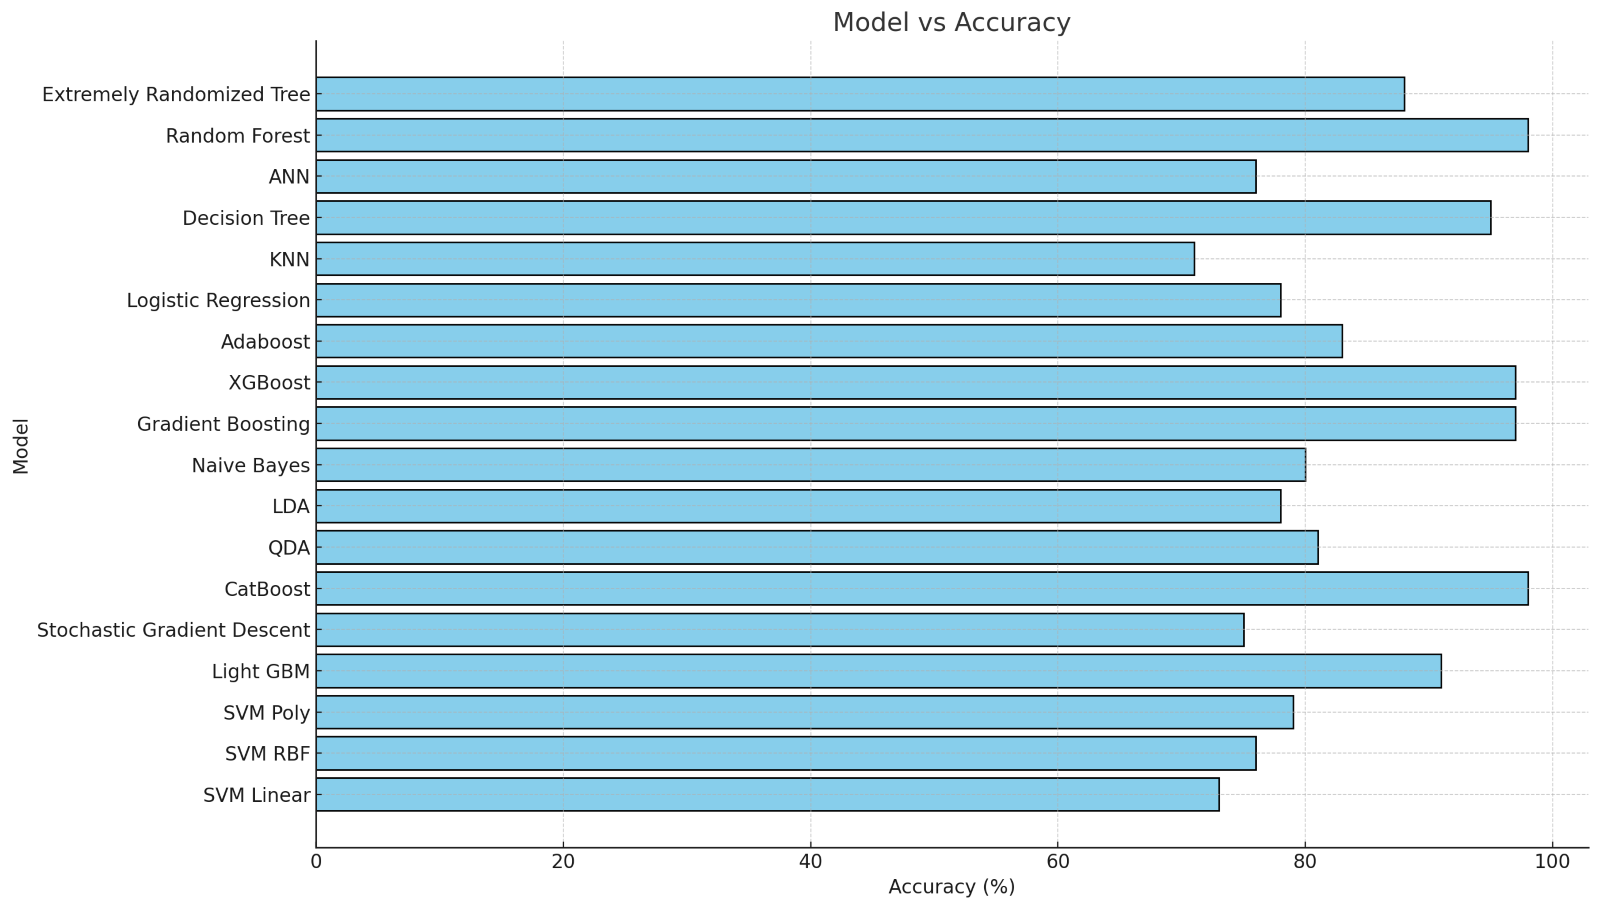 Model vs Accuracy
Extremely Randomized Tree
Random Forest
ANN
Decision Tree
KNN
Logistic Regression
Adaboost
XGBoost
Gradient Boosting
Naive Bayes
LDA
QDA
CatBoost
Stochastic Gradient Descent
Light GBM
SVM Poly
SVM RBF
SVM Linear
Model
0 20 40 60 80 100
Accuracy (%)